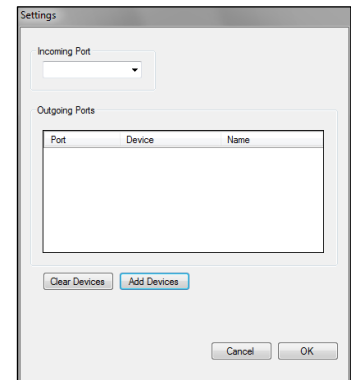 Settings
Incoming Port
Outgoing Ports
Port Device Name
Clear Devices Add Devices
Cancel OK